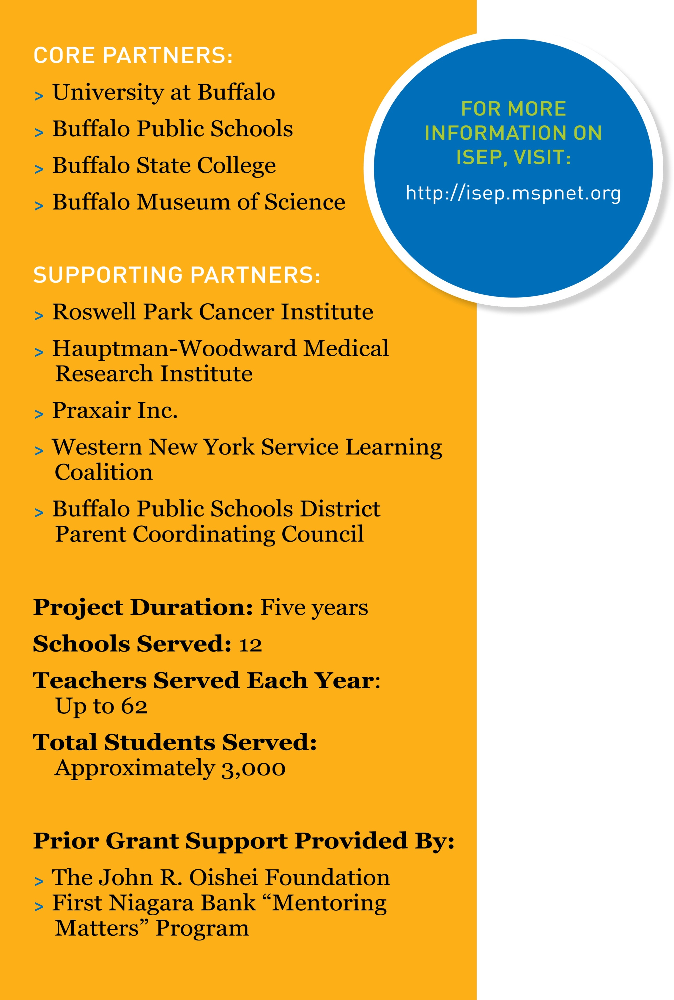 CORE PARTNERS:
> University at Buffalo
> Buffalo Public Schools
> Buffalo State College
> Buffalo Museum of Science
FOR MORE
INFORMATION ON
ISEP, VISIT:
http://isep.mspnet.org
SUPPORTING PARTNERS:
> Roswell Park Cancer Institute
> Hauptman-Woodward Medical
Research Institute
> Praxair Inc.
> Western New York Service Learning
Coalition
> Buffalo Public Schools District
Parent Coordinating Council
Project Duration: Five years
Schools Served: 12
Teachers Served Each Year:
Up to 62
Total Students Served:
Approximately 3,000
Prior Grant Support Provided By:
> The John R. Oishei Foundation
> First Niagara Bank “Mentoring
Matters” Program